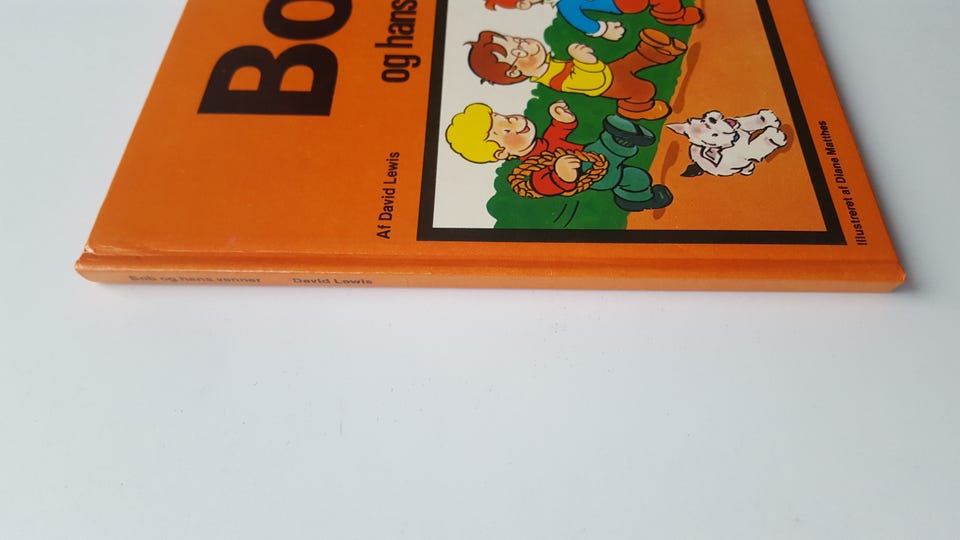 Bo
og hans
Af David Lewis
Illustreret af Diane Matthes
Bob og hans venner David Lewis